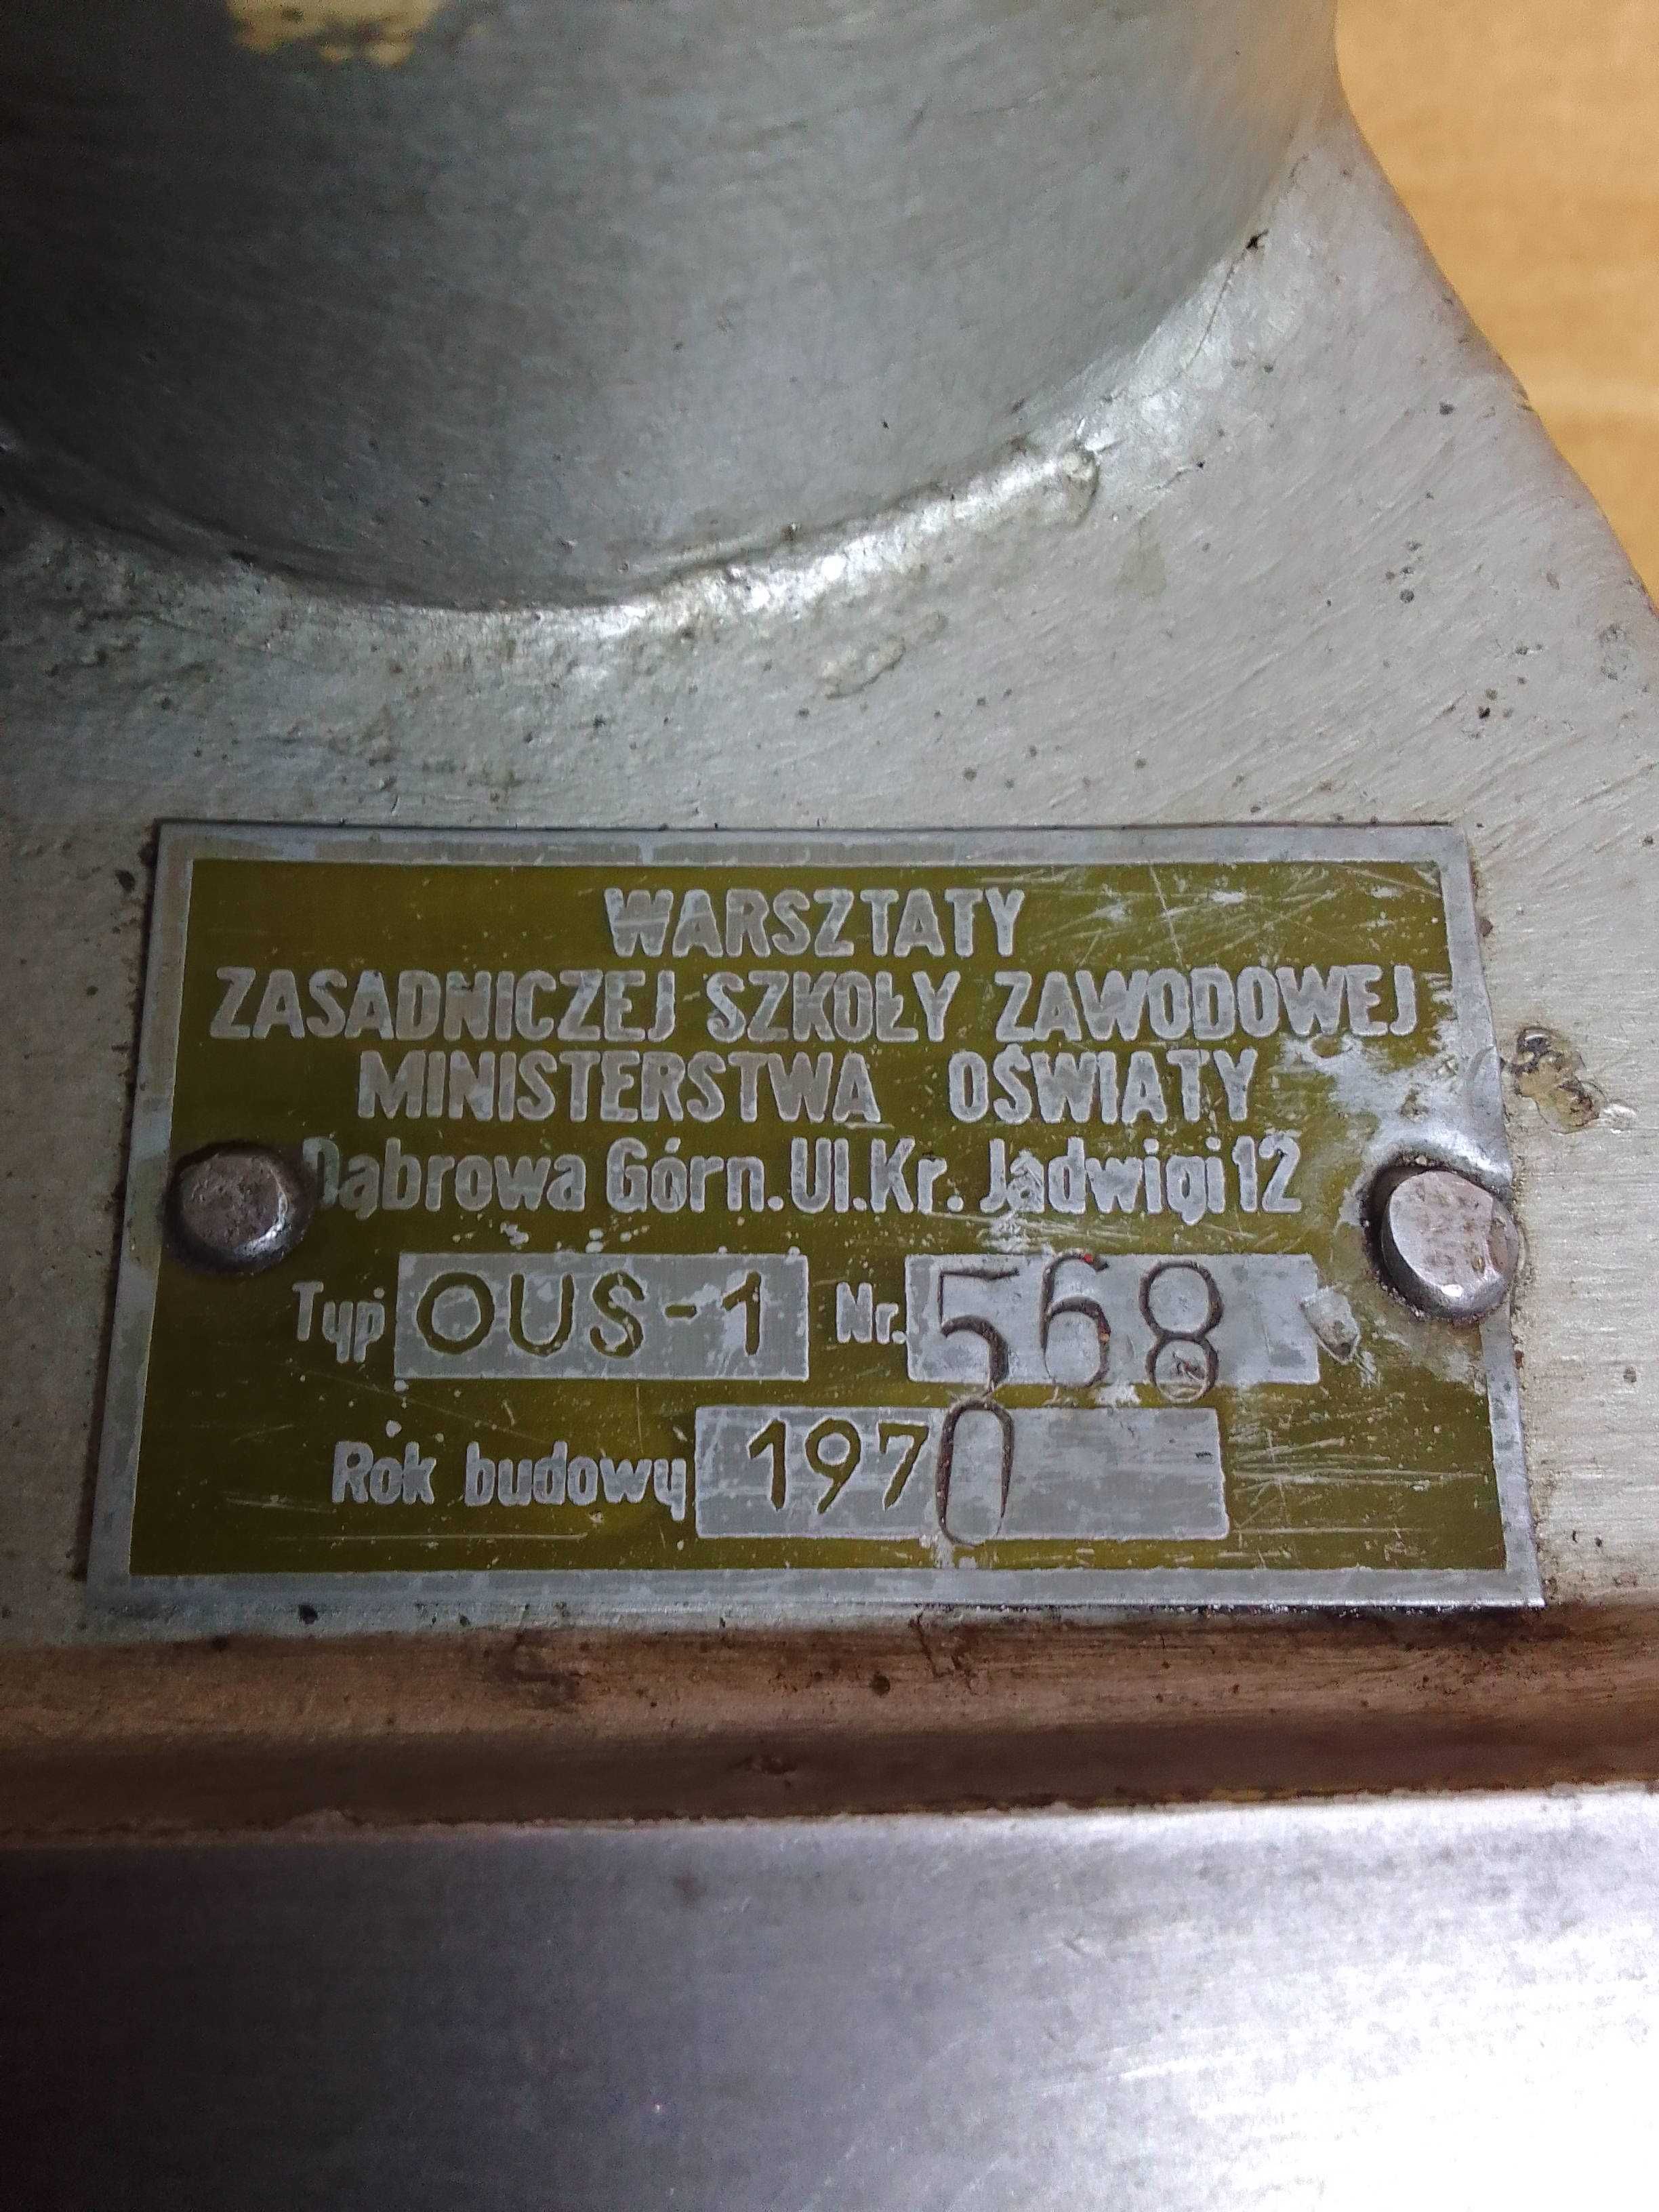 WARSZTATY
ZASADNICZEJ SZKOŁY ZAWODOWEJ
MINISTERSTWA OŚWIATY
Dąbrowa Górn. Ul. Kr. Jadwigi 12
Typ OUS-1 Nr. 568
Rok budowy 1970